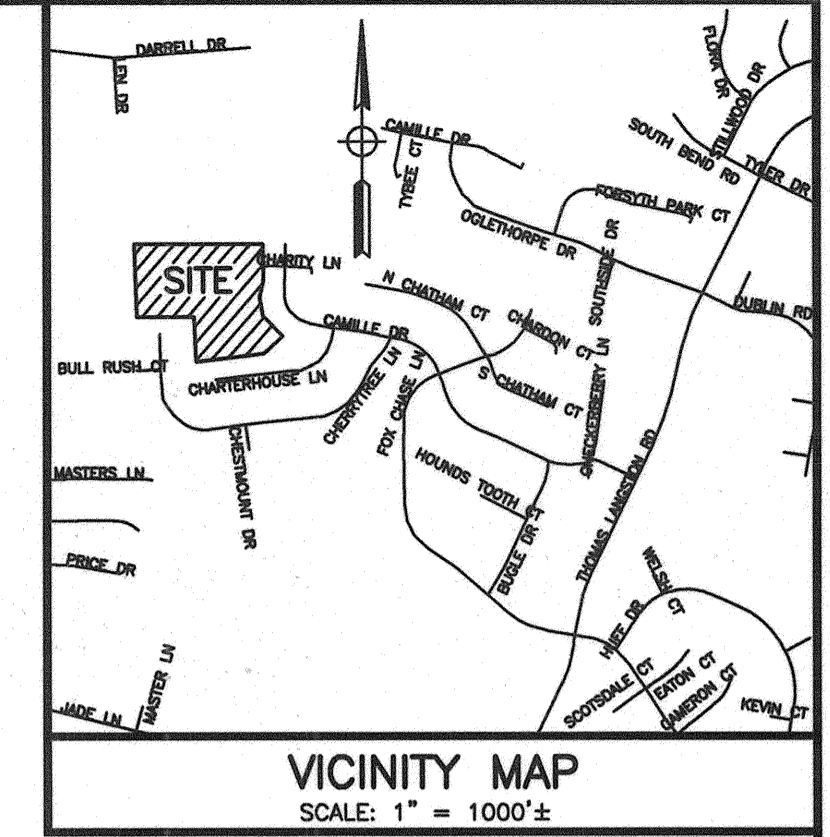 DARRELL DR
LEN DR
FLORA DR
STILLWOOD DR
SOUTH BEND RD
TYLER DR
CAMILLE DR
TYBEE CT
FORSYTH PARK CT
OGLETHORPE DR
SOUTHSIDE DR
CHARITY LN
SITE
N CHATHAM CT
DUBLIN RD
CHARDON CT
CAMILLE DR
BULL RUSH CT
CHARTERHOUSE LN
CHERRYTREE LN
FOX CHASE LN
S CHATHAM CT
CHECKERBERRY LN
CHESTMOUNT DR
HOUNDS TOOTH CT
THOMAS LANGSTON RD
MASTERS LN
BUGLE DR
PRICE DR
WELSH CT
HUFF DR
SCOTSDALE CT
EATON CT
CAMERON CT
KEVIN CT
MASTER LN
JADE LN
VICINITY MAP
SCALE: 1" = 1000'±